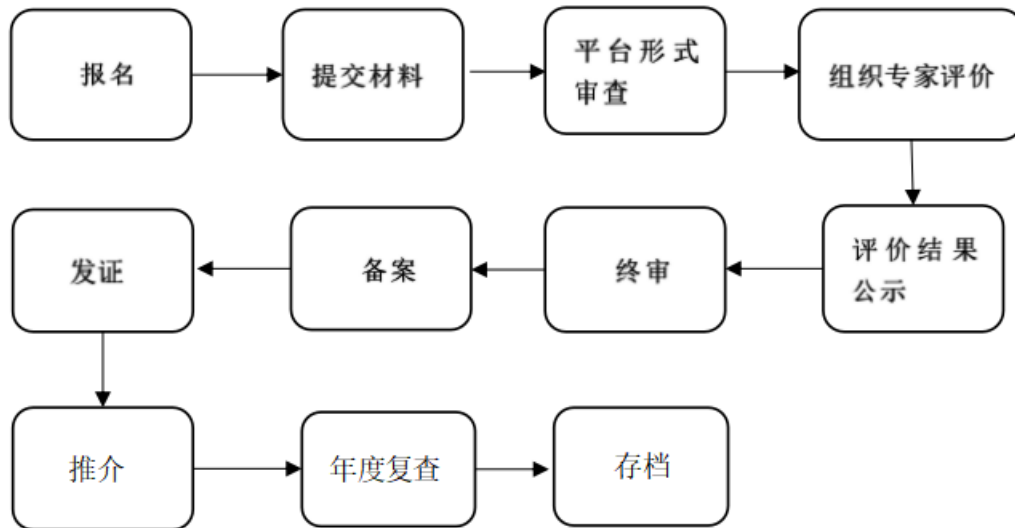 报名
提交材料
平台形式
审查
组织专家评价
评价结果
公示
终审
备案
发证
推介
年度复查
存档